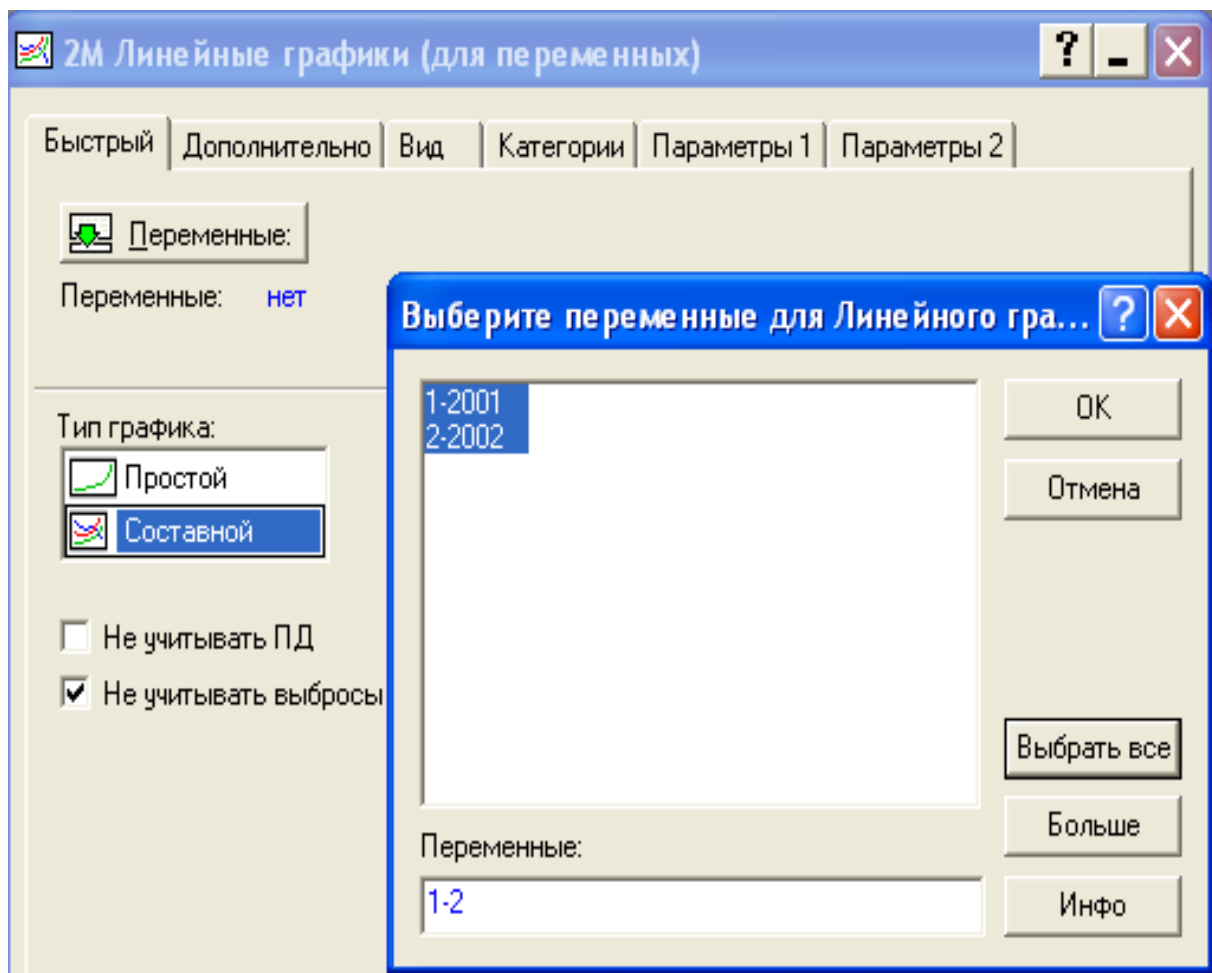 2М Линейные графики (для переменных)
Быстрый Дополнительно Вид Категории Параметры 1 Параметры 2
Переменные:
Переменные: нет
Тип графика:
Простой
Составной
Не учитывать ПД
Не учитывать выбросы
Выберите переменные для Линейного гра...
1-2001
2-2002
OK
Отмена
Выбрать все
Больше
Инфо
Переменные:
1-2